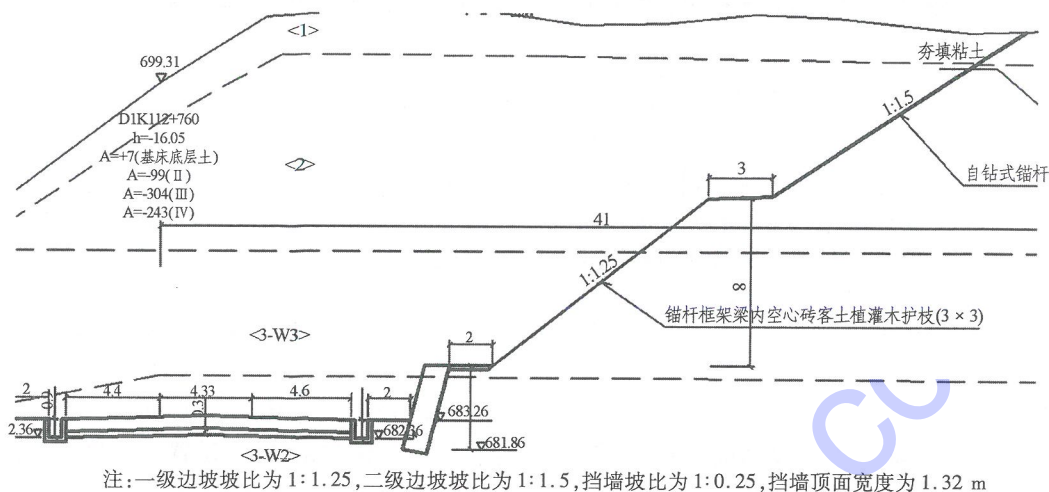 <1>
夯填粘土
699.31
1:1.5
D1K112+760
h=-16.05
A=+7(基床底层土)
<2>
A=-99(Ⅱ)
A=-304(Ⅲ)
A=-243(Ⅳ)
3
自钻式锚杆
41
1:1.25
8
锚杆框架梁内空心砖客土植灌木护枝(3×3)
<3-W3>
2
2
4.4
4.33
4.6
2
683.26
2.36
682.36
681.86
<3-W2>
注:一级边坡坡比为1:1.25,二级边坡坡比为1:1.5,挡墙坡比为1:0.25,挡墙顶面宽度为1.32 m